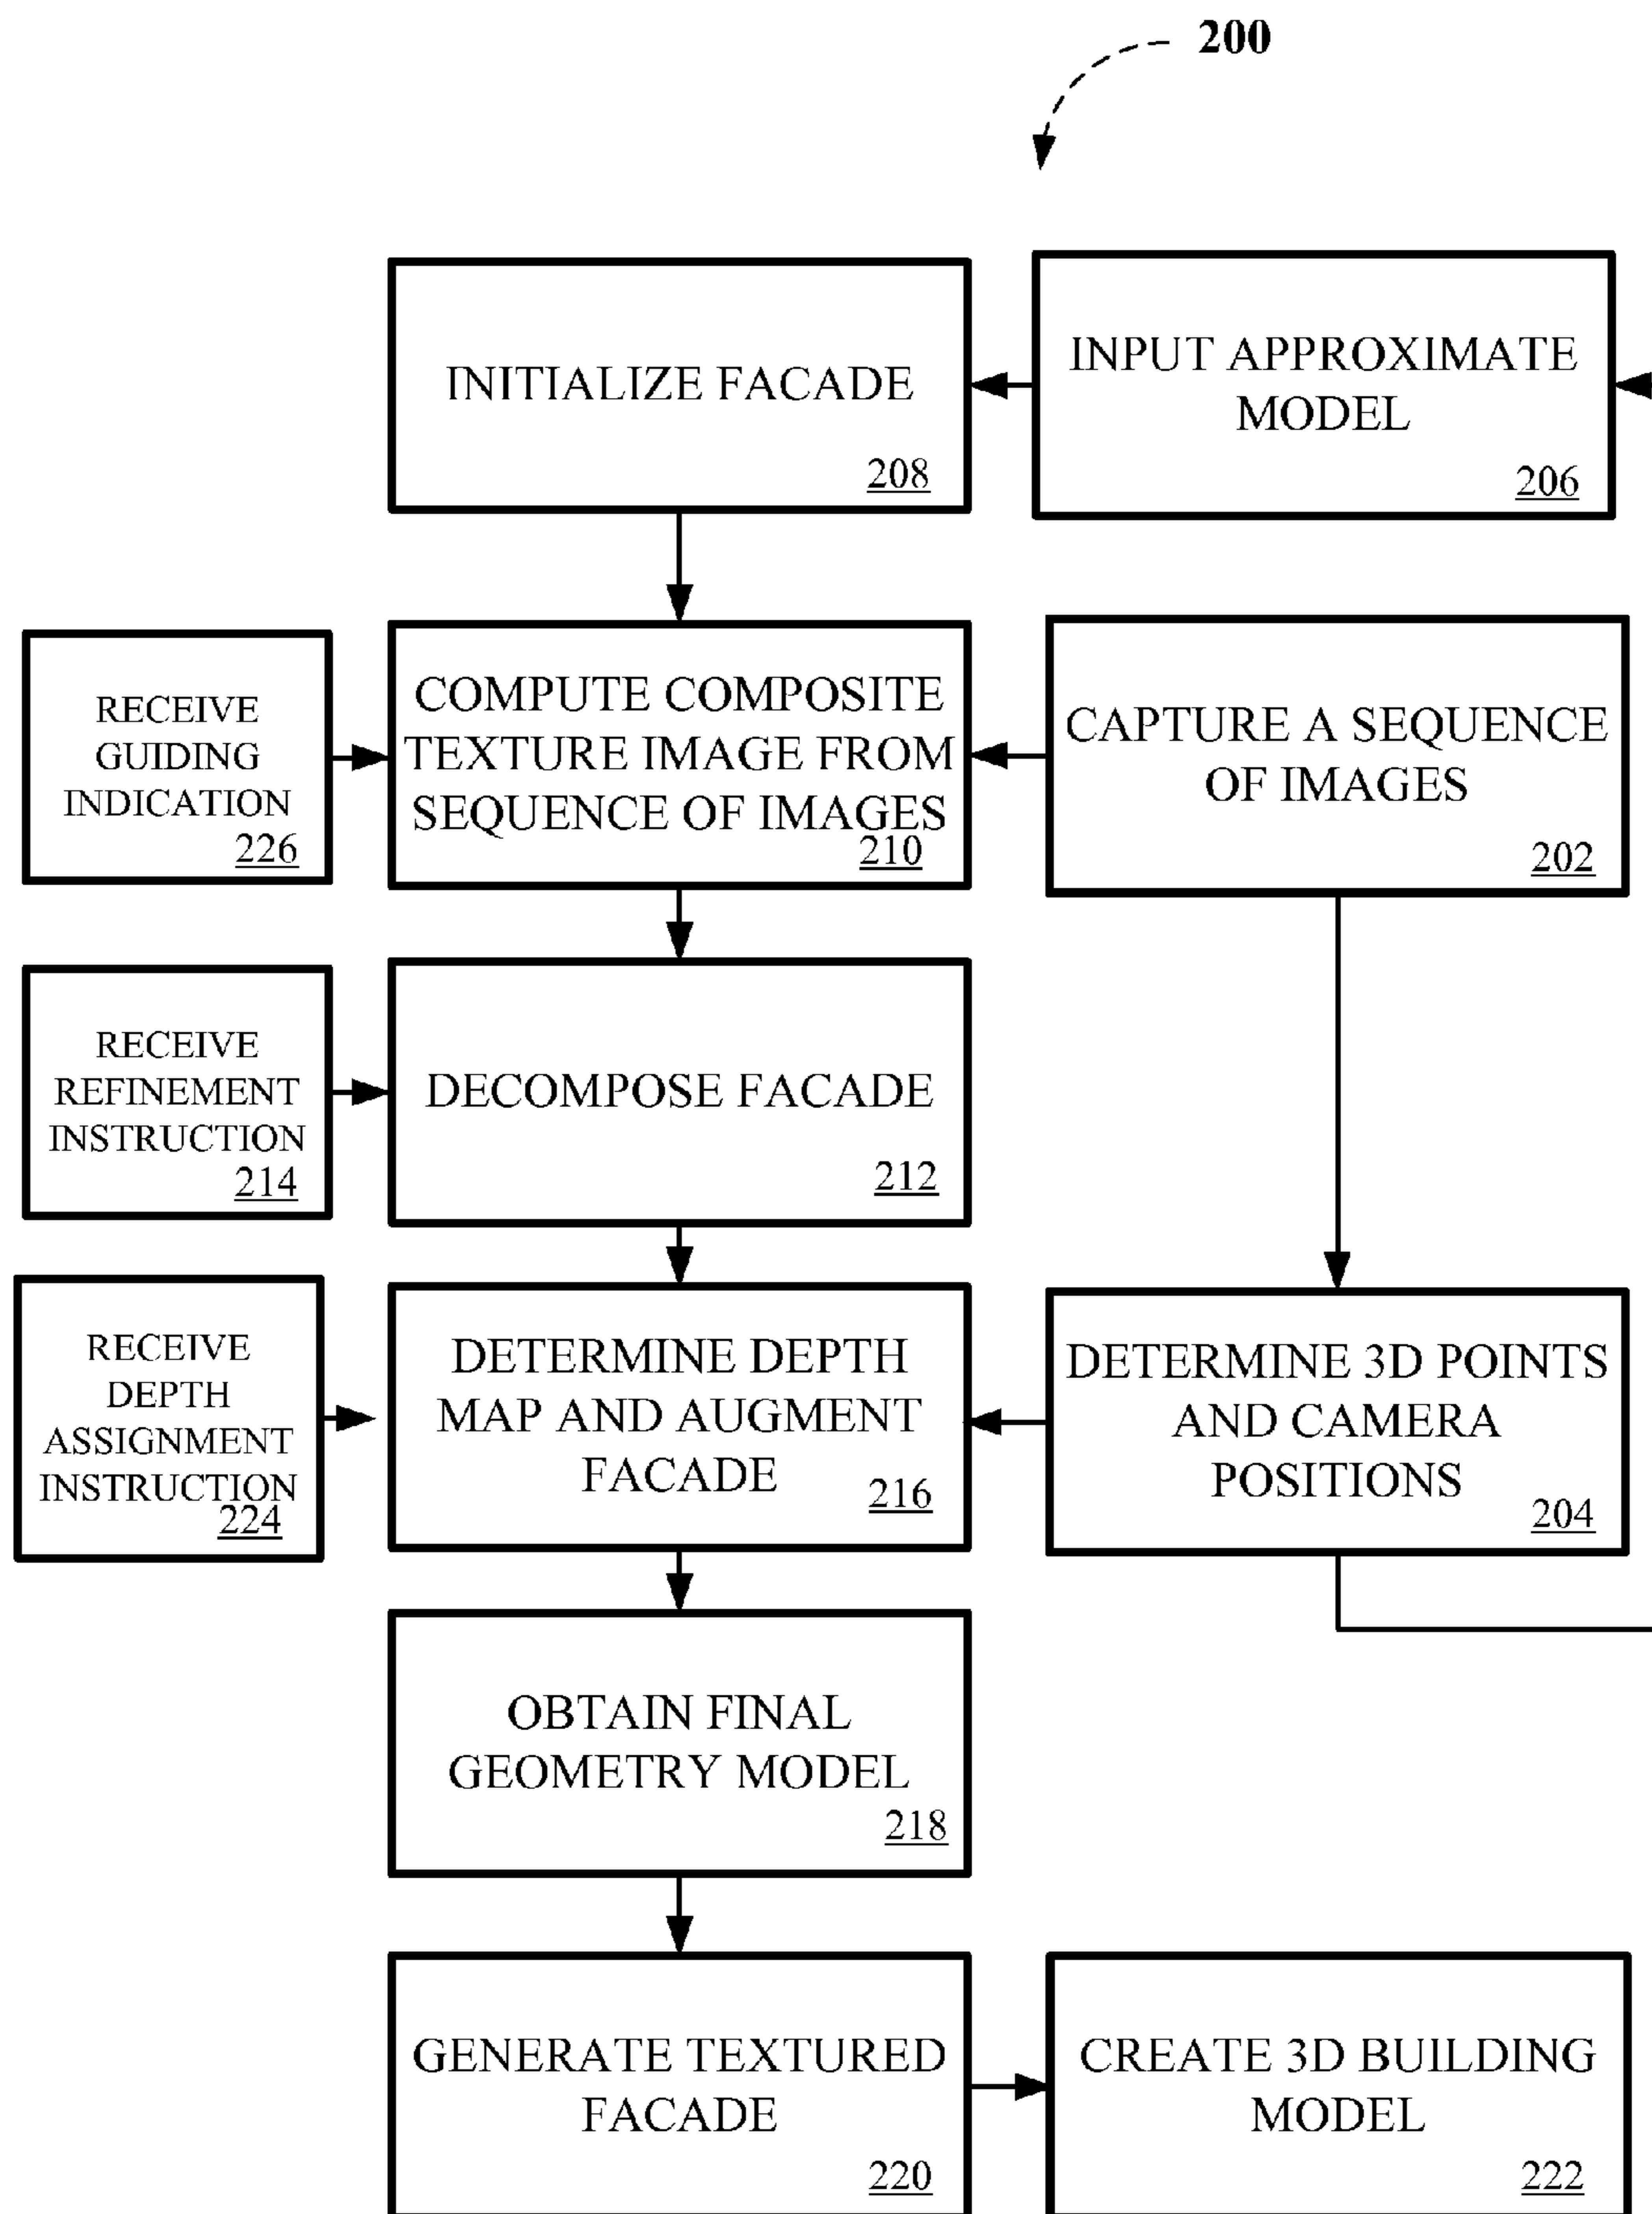 200
INITIALIZE FACADE
208
INPUT APPROXIMATE
MODEL
206
RECEIVE
GUIDING
INDICATION
226
COMPUTE COMPOSITE
TEXTURE IMAGE FROM
SEQUENCE OF IMAGES
210
CAPTURE A SEQUENCE
OF IMAGES
202
RECEIVE
REFINEMENT
INSTRUCTION
214
DECOMPOSE FACADE
212
RECEIVE
DEPTH
ASSIGNMENT
INSTRUCTION
224
DETERMINE DEPTH
MAP AND AUGMENT
FACADE
216
DETERMINE 3D POINTS
AND CAMERA
POSITIONS
204
OBTAIN FINAL
GEOMETRY MODEL
218
GENERATE TEXTURED
FACADE
220
CREATE 3D BUILDING
MODEL
222